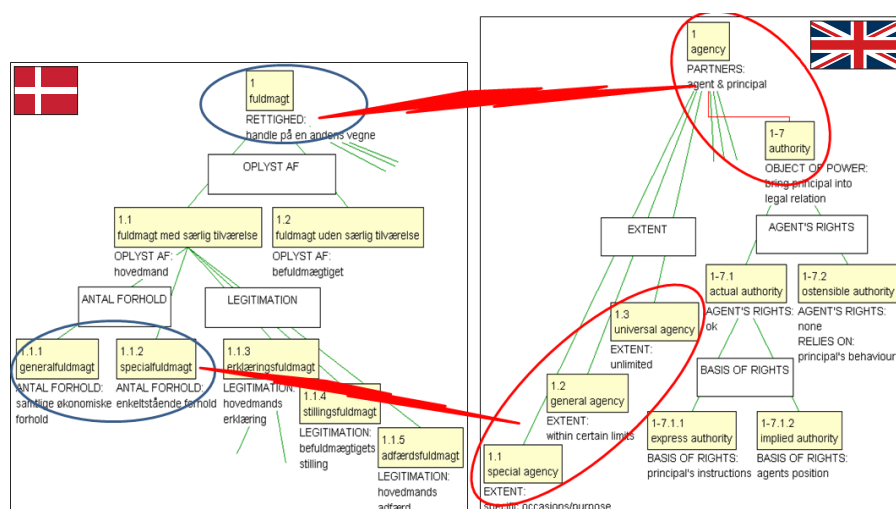 1
fuldmagt
RETTIGHED:
handle på en andens vegne
OPLYST AF
1.1
fuldmagt med særlig tilværelse
OPLYST AF:
hovedmand
1.2
fuldmagt uden særlig tilværelse
OPLYST AF:
befuldmægtiget
ANTAL FORHOLD
LEGITIMATION
1.1.1
generalfuldmagt
ANTAL FORHOLD:
samtlige økonomiske
forhold
1.1.2
specialfuldmagt
ANTAL FORHOLD:
enkeltstående forhold
1.1.3
erklæringsfuldmagt
LEGITIMATION:
hovedmands
erklæring
1.1.4
stillingsfuldmagt
LEGITIMATION:
befuldmægtigets
stilling
1.1.5
adfærdsfuldmagt
LEGITIMATION:
hovedmands
adfærd
1
agency
PARTNERS:
agent & principal
1-7
authority
OBJECT OF POWER:
bring principal into
legal relation
EXTENT
AGENT'S RIGHTS
1.3
universal agency
EXTENT:
unlimited
1.2
general agency
EXTENT:
within certain limits
1.1
special agency
EXTENT:
specific occasions/purpose
1-7.1
actual authority
AGENT'S RIGHTS:
ok
1-7.2
ostensible authority
AGENT'S RIGHTS:
none
RELIES ON:
principal's behaviour
BASIS OF RIGHTS
1-7.1.1
express authority
BASIS OF RIGHTS:
principal's instructions
1-7.1.2
implied authority
BASIS OF RIGHTS:
agents position